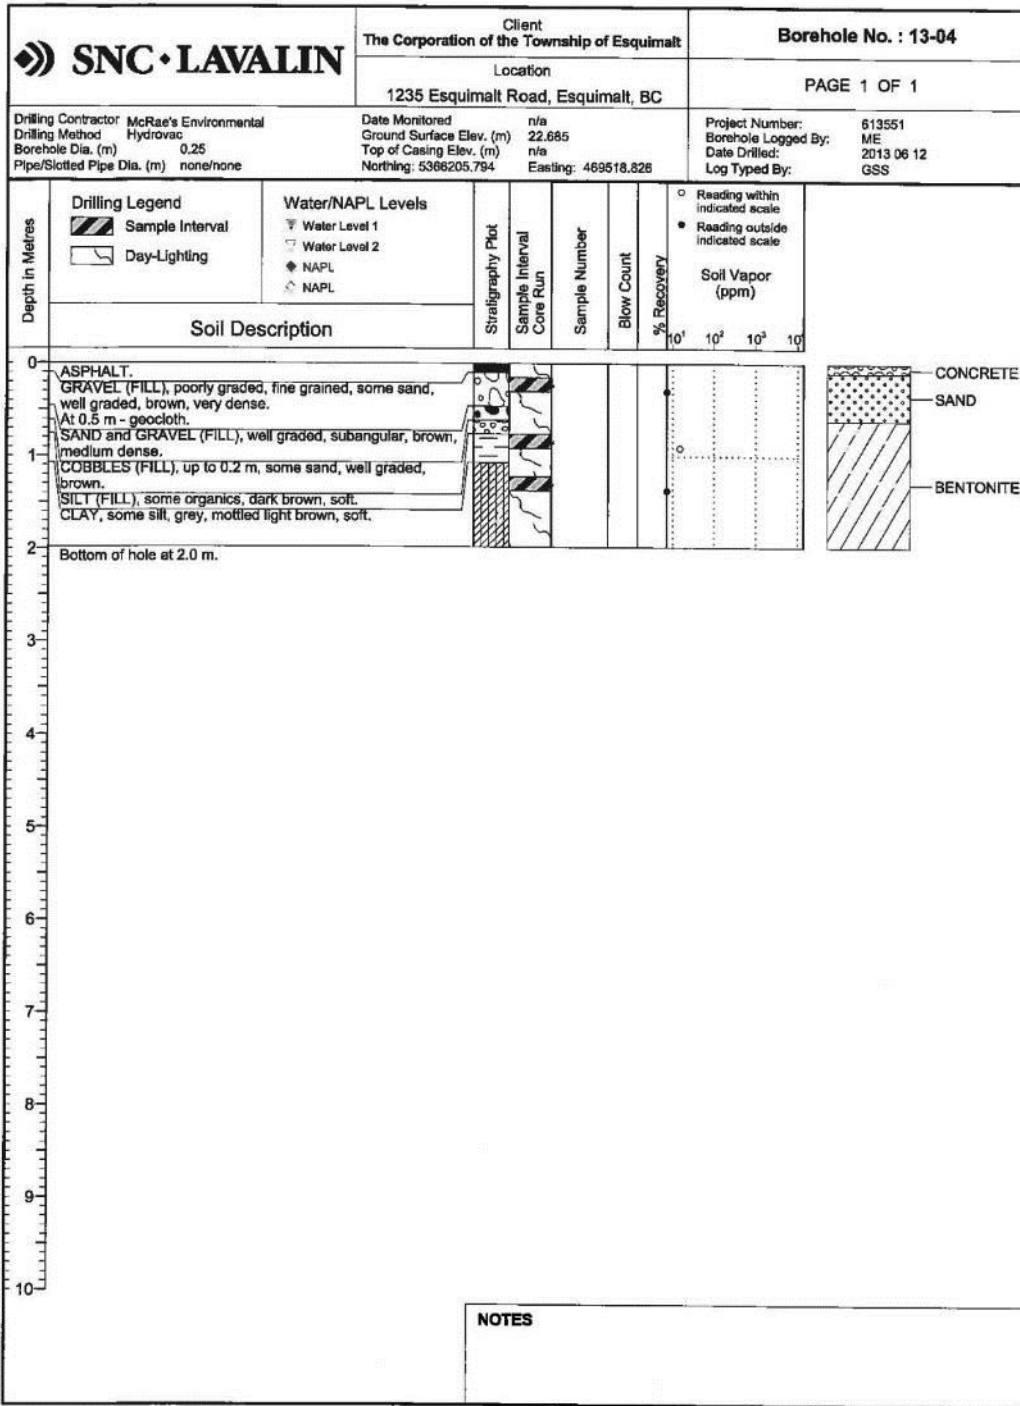 SNC·LAVALIN
Client
The Corporation of the Township of Esquimalt
Location
1235 Esquimalt Road, Esquimalt, BC
Borehole No. : 13-04
PAGE 1 OF 1
Drilling Contractor McRae's Environmental
Drilling Method Hydrovac
Borehole Dia. (m) 0.25
Pipe/Slotted Pipe Dia. (m) none/none
Date Monitored n/a
Ground Surface Elev. (m) 22.685
Top of Casing Elev. (m) n/a
Northing: 5366205.794 Easting: 469518.826
Project Number: 613551
Borehole Logged By: ME
Date Drilled: 2013 06 12
Log Typed By: GSS
Depth in Metres
Drilling Legend
Sample Interval
Day-Lighting
Water/NAPL Levels
Water Level 1
Water Level 2
NAPL
NAPL
Soil Description
Stratigraphy Plot
Sample Interval
Core Run
Sample Number
Blow Count
% Recovery
Reading within
indicated scale
Reading outside
indicated scale
Soil Vapor
(ppm)
10¹ 10² 10³ 10⁴
0
ASPHALT.
GRAVEL (FILL), poorly graded, fine grained, some sand,
well graded, brown, very dense.
At 0.5 m - geocloth.
SAND and GRAVEL (FILL), well graded, subangular, brown,
medium dense.
1
COBBLES (FILL), up to 0.2 m, some sand, well graded,
brown.
SILT (FILL), some organics, dark brown, soft.
CLAY, some silt, grey, mottled light brown, soft.
2
Bottom of hole at 2.0 m.
CONCRETE
SAND
BENTONITE
3
4
5
6
7
8
9
10
NOTES